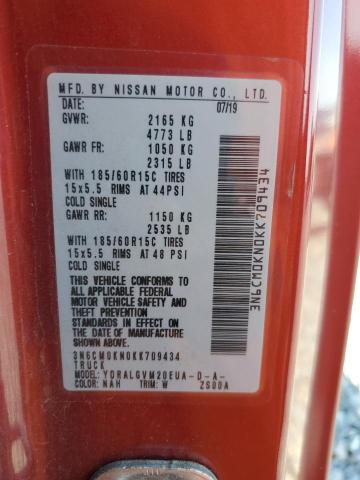 MFD. BY NISSAN MOTOR CO., LTD.
DATE: 07/19
GVWR: 2165 KG
4773 LB
GAWR FR: 1050 KG
2315 LB
WITH 185/60R15C TIRES
15x5.5 RIMS AT 44PSI
COLD SINGLE
GAWR RR: 1150 KG
2535 LB
WITH 185/60R15C TIRES
15x5.5 RIMS AT 48 PSI
COLD SINGLE
THIS VEHICLE CONFORMS TO
ALL APPLICABLE FEDERAL
MOTOR VEHICLE SAFETY
STANDARDS IN EFFECT ON THE
DATE OF MANUFACTURE SHOWN
ABOVE.
3N6CM0KN0KK709434
TRUCK
MODEL: YDRALGVM20EUA-D-A-
COLOR: NAH TRIM: W ZS00A
3N6CM0KN0KK709434